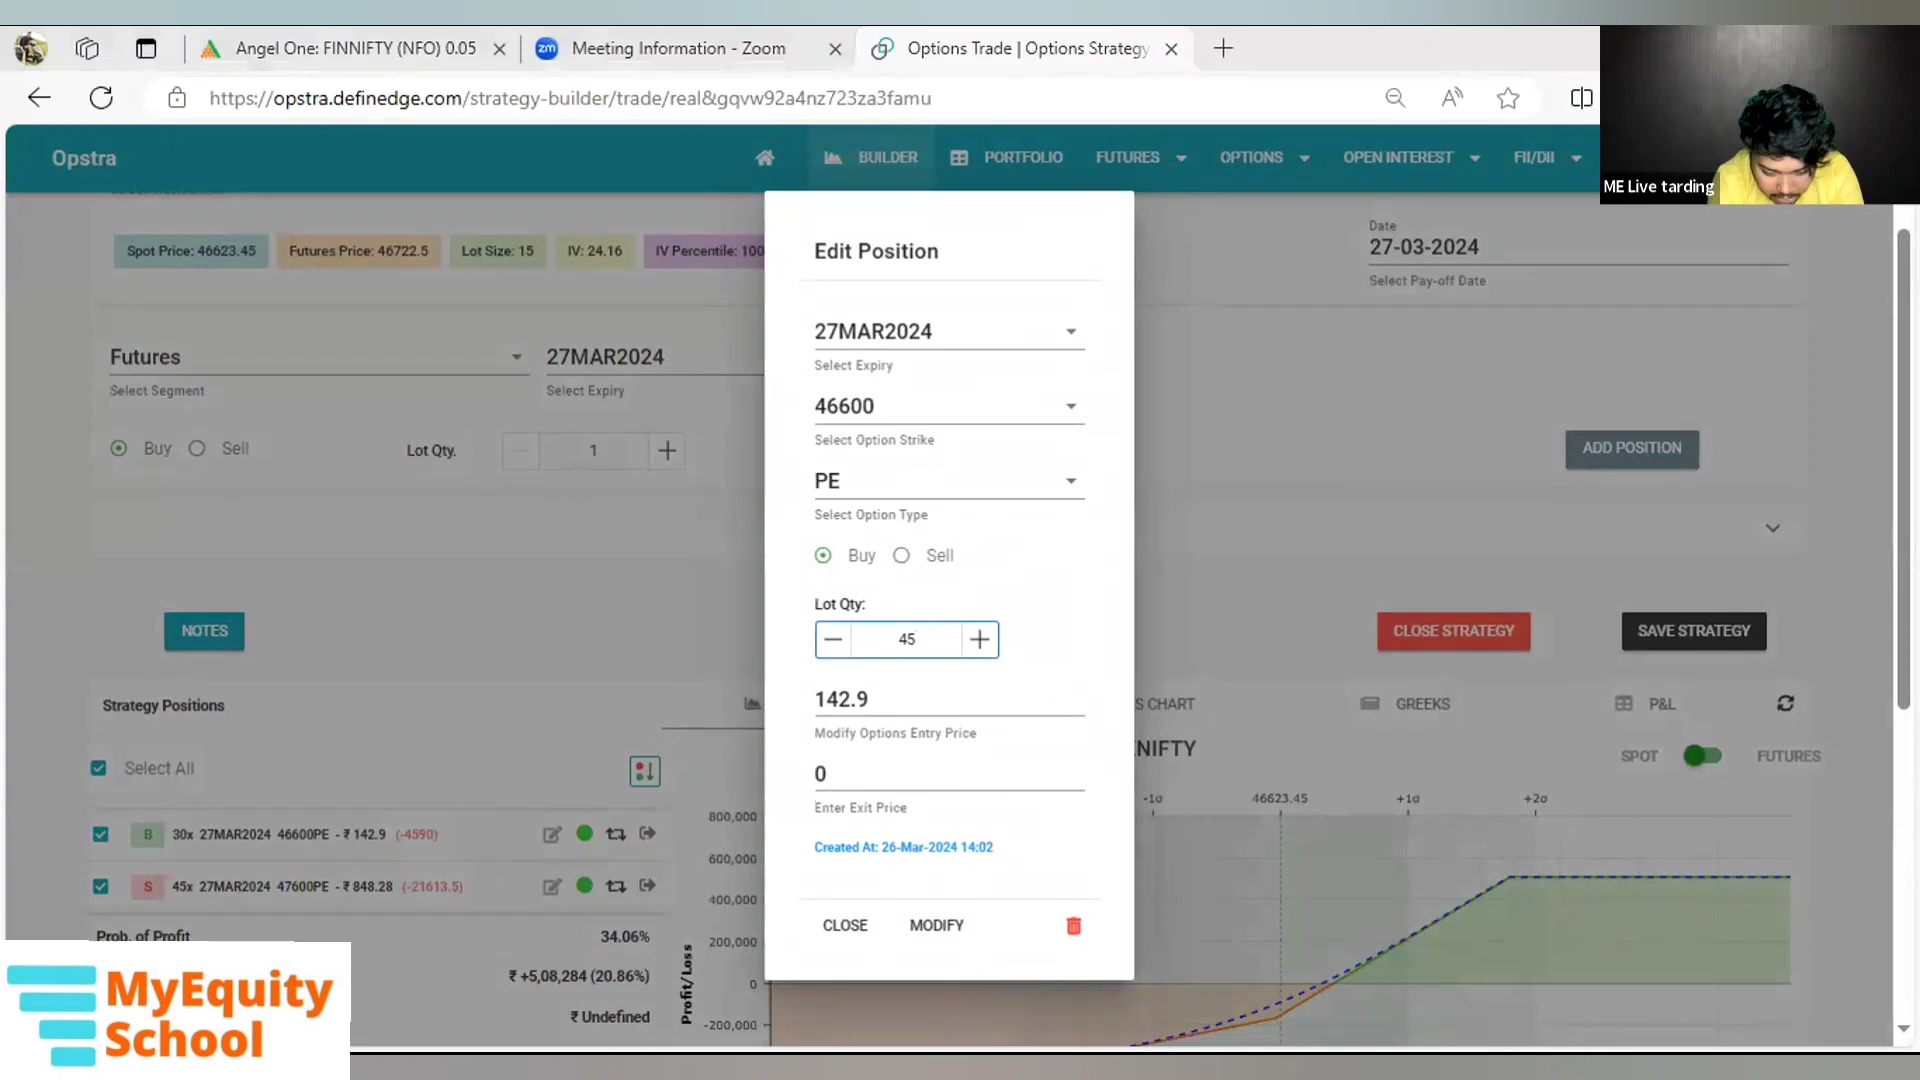 Angel One: FINNIFTY (NFO) 0.05
zm Meeting Information - Zoom
Options Trade | Options Strategy
https://opstra.definedge.com/strategy-builder/trade/real&gqvw92a4nz723za3famu
ME Live tarding
Opstra
BUILDER
PORTFOLIO
FUTURES
OPTIONS
OPEN INTEREST
FII/DII
Spot Price: 46623.45
Futures Price: 46722.5
Lot Size: 15
IV: 24.16
IV Percentile: 100
Date
27-03-2024
Select Pay-off Date
Futures
Select Segment
27MAR2024
Select Expiry
Buy
Sell
Lot Qty.
1
ADD POSITION
Edit Position
27MAR2024
Select Expiry
46600
Select Option Strike
PE
Select Option Type
Buy
Sell
Lot Qty:
45
142.9
Modify Options Entry Price
0
Enter Exit Price
Created At: 26-Mar-2024 14:02
CLOSE
MODIFY
NOTES
CLOSE STRATEGY
SAVE STRATEGY
Strategy Positions
Select All
B 30x 27MAR2024 46600PE - ₹ 142.9 (-4590)
S 45x 27MAR2024 47600PE - ₹ 848.28 (-21613.5)
Prob. of Profit 34.06%
₹ +5,08,284 (20.86%)
₹ Undefined
S CHART
GREEKS
P&L
NIFTY
SPOT
FUTURES
-1σ
46623.45
+1σ
+2σ
800,000
600,000
400,000
200,000
0
-200,000
Profit/Loss
MyEquity
School